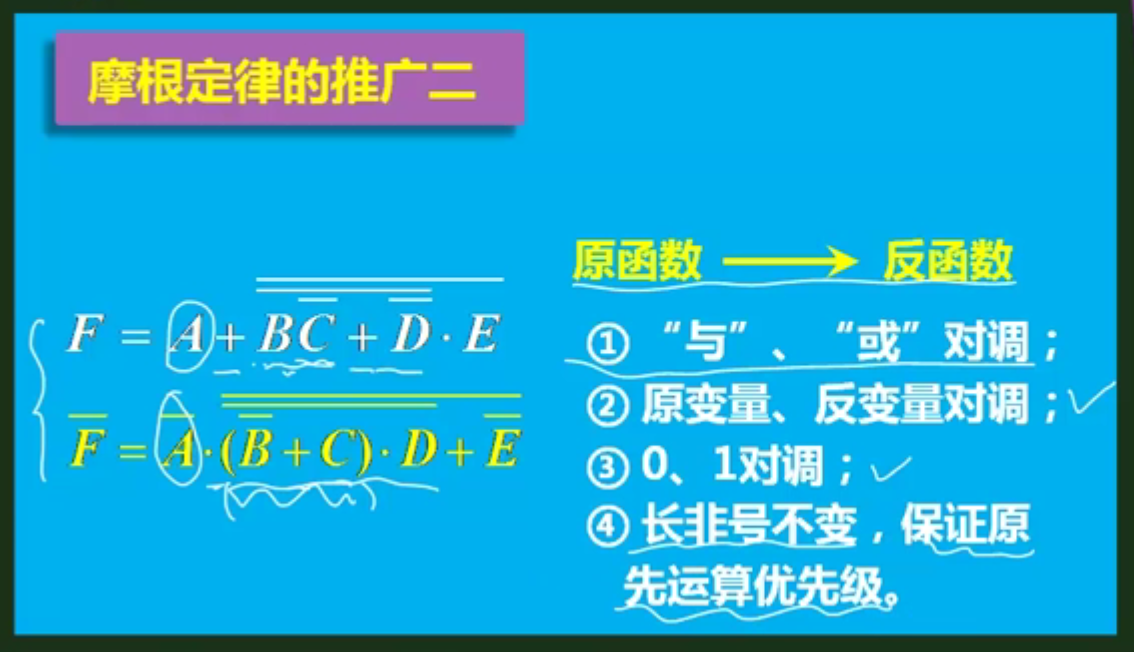 摩根定律的推广二
原函数 → 反函数
$F = A + \overline{\overline{B\overline{C} + \overline{D}} \cdot E}$
$\overline{F} = \overline{A} \cdot \overline{\overline{(\overline{B} + C) \cdot D} + \overline{E}}$
① “与”、“或”对调；
② 原变量、反变量对调；
③ 0、1对调；
④ 长非号不变，保证原
先运算优先级。